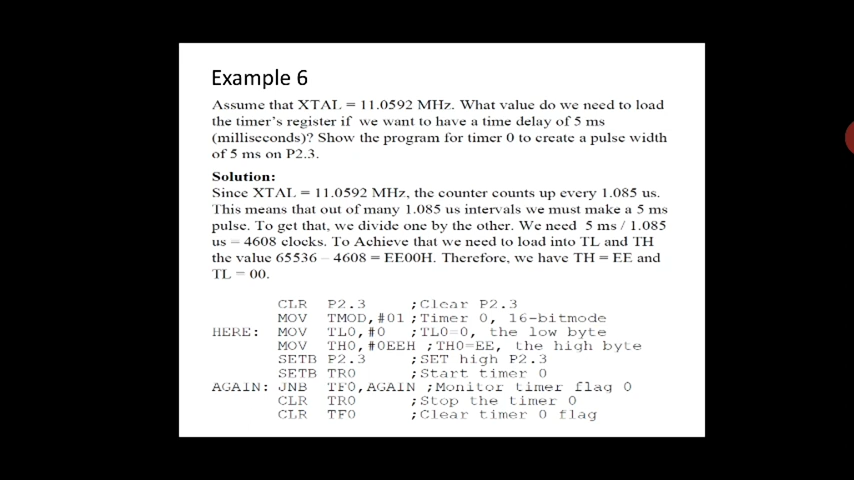 Example 6
Assume that XTAL = 11.0592 MHz. What value do we need to load
the timer's register if we want to have a time delay of 5 ms
(milliseconds)? Show the program for timer 0 to create a pulse width
of 5 ms on P2.3.
Solution:
Since XTAL = 11.0592 MHz, the counter counts up every 1.085 us.
This means that out of many 1.085 us intervals we must make a 5 ms
pulse. To get that, we divide one by the other. We need 5 ms / 1.085
us = 4608 clocks. To Achieve that we need to load into TL and TH
the value 65536 – 4608 = EE00H. Therefore, we have TH = EE and
TL = 00.
CLR P2.3 ;Clear P2.3
MOV TMOD,#01 ;Timer 0, 16-bitmode
HERE: MOV TL0,#0 ;TL0=0, the low byte
MOV TH0,#0EEH ;TH0=EE, the high byte
SETB P2.3 ;SET high P2.3
SETB TR0 ;Start timer 0
AGAIN: JNB TF0,AGAIN ;Monitor timer flag 0
CLR TR0 ;Stop the timer 0
CLR TF0 ;Clear timer 0 flag